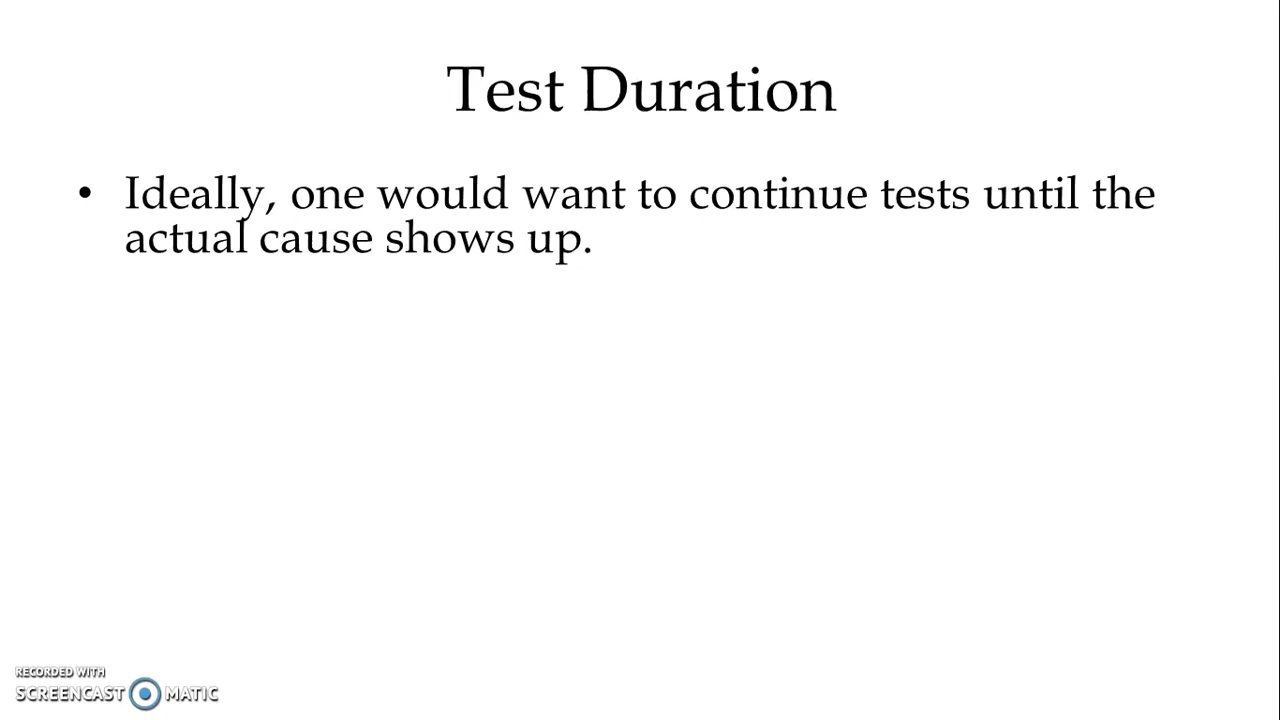 Test Duration
• Ideally, one would want to continue tests until the
actual cause shows up.
RECORDED WITH
SCREENCAST MATIC